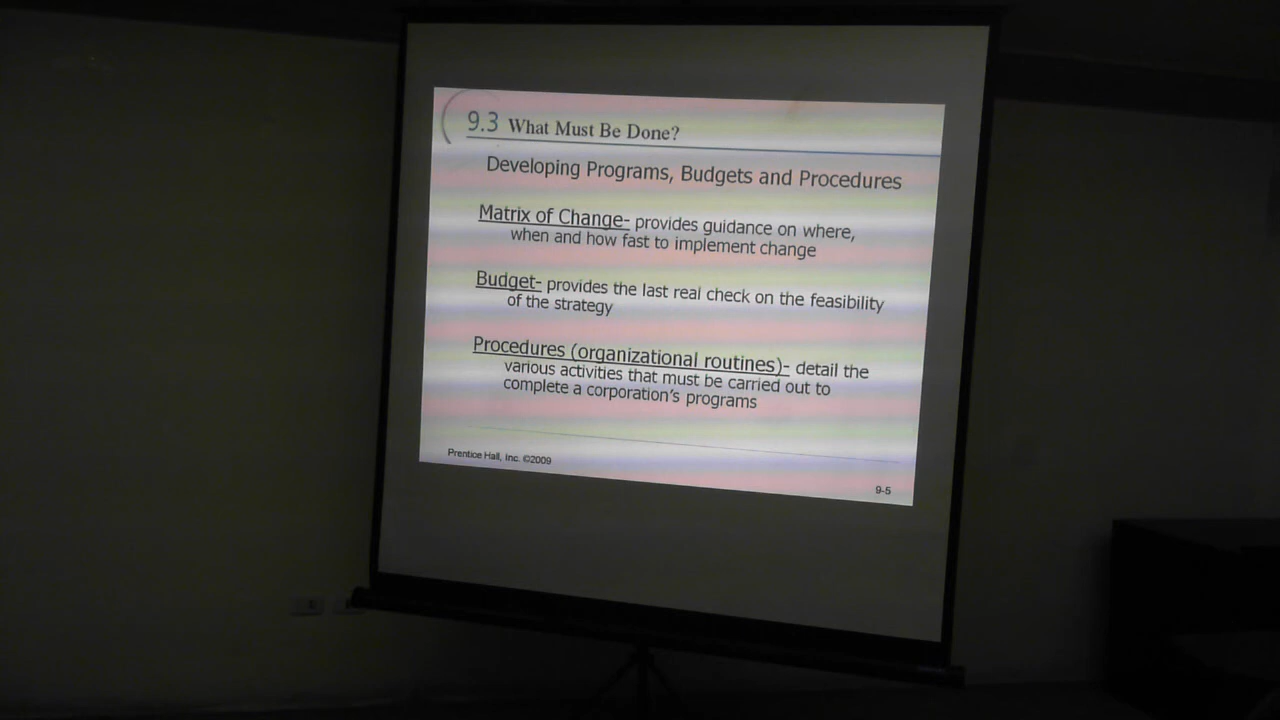 9.3 What Must Be Done?
Developing Programs, Budgets and Procedures
Matrix of Change- provides guidance on where,
when and how fast to implement change
Budget- provides the last real check on the feasibility
of the strategy
Procedures (organizational routines)- detail the
various activities that must be carried out to
complete a corporation's programs
Prentice Hall, Inc. ©2009
9-5